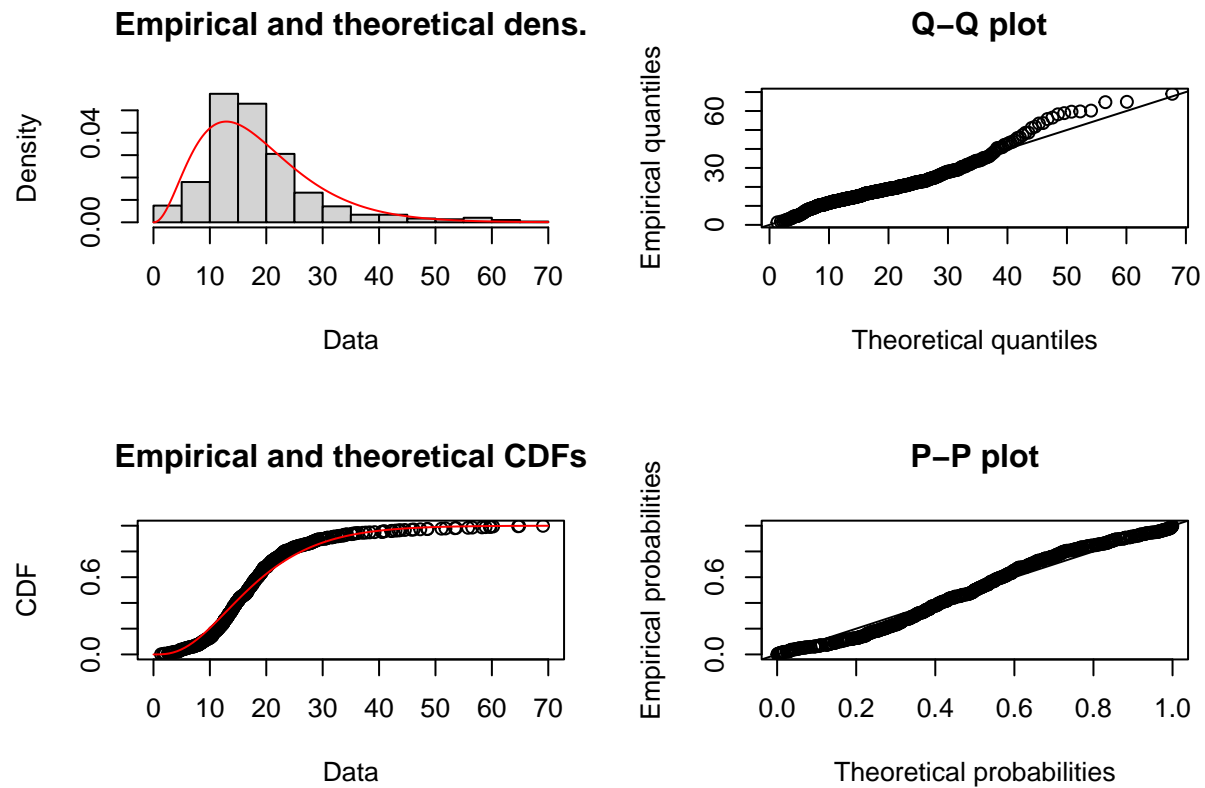 Empirical and theoretical dens.
Density
0.00 0.04
0 10 20 30 40 50 60 70
Data
Q−Q plot
Empirical quantiles
0 30 60
0 10 20 30 40 50 60 70
Theoretical quantiles
Empirical and theoretical CDFs
CDF
0.0 0.6
0 10 20 30 40 50 60 70
Data
P−P plot
Empirical probabilities
0.0 0.6
0.0 0.2 0.4 0.6 0.8 1.0
Theoretical probabilities